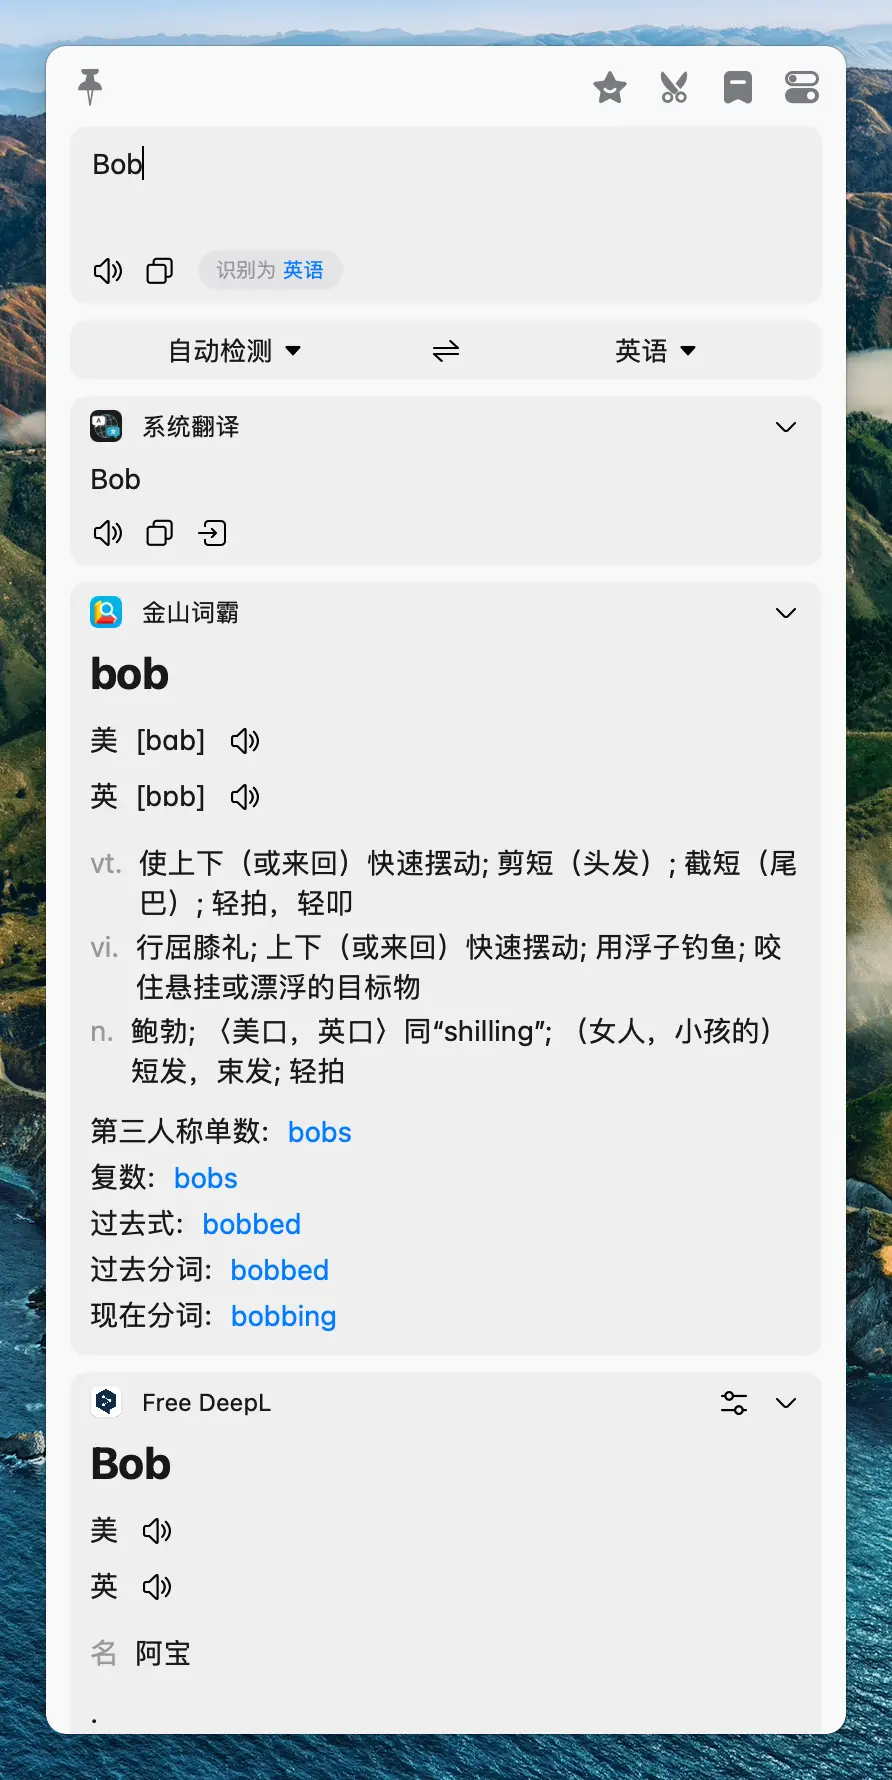 Bob
识别为 英语
自动检测 英语
系统翻译
Bob
金山词霸
bob
美 [bɑb]
英 [bɒb]
vt. 使上下（或来回）快速摆动; 剪短（头发）; 截短（尾
巴）; 轻拍，轻叩
vi. 行屈膝礼; 上下（或来回）快速摆动; 用浮子钓鱼; 咬
住悬挂或漂浮的目标物
n. 鲍勃; 〈美口，英口〉同“shilling”; （女人，小孩的）
短发，束发; 轻拍
第三人称单数: bobs
复数: bobs
过去式: bobbed
过去分词: bobbed
现在分词: bobbing
Free DeepL
Bob
美
英
名 阿宝
.